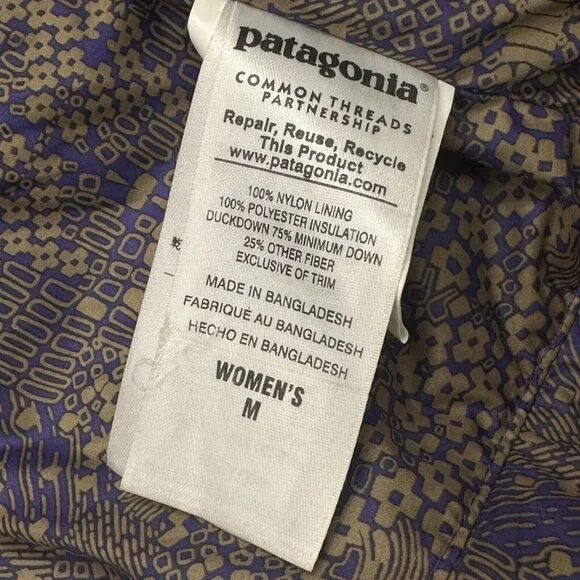 patagonia®
COMMON THREADS
PARTNERSHIP
Repair, Reuse, Recycle
This Product
www.patagonia.com
100% NYLON LINING
100% POLYESTER INSULATION
DUCKDOWN 75% MINIMUM DOWN
25% OTHER FIBER
EXCLUSIVE OF TRIM
MADE IN BANGLADESH
FABRIQUÉ AU BANGLADESH
HECHO EN BANGLADESH
WOMEN'S
M